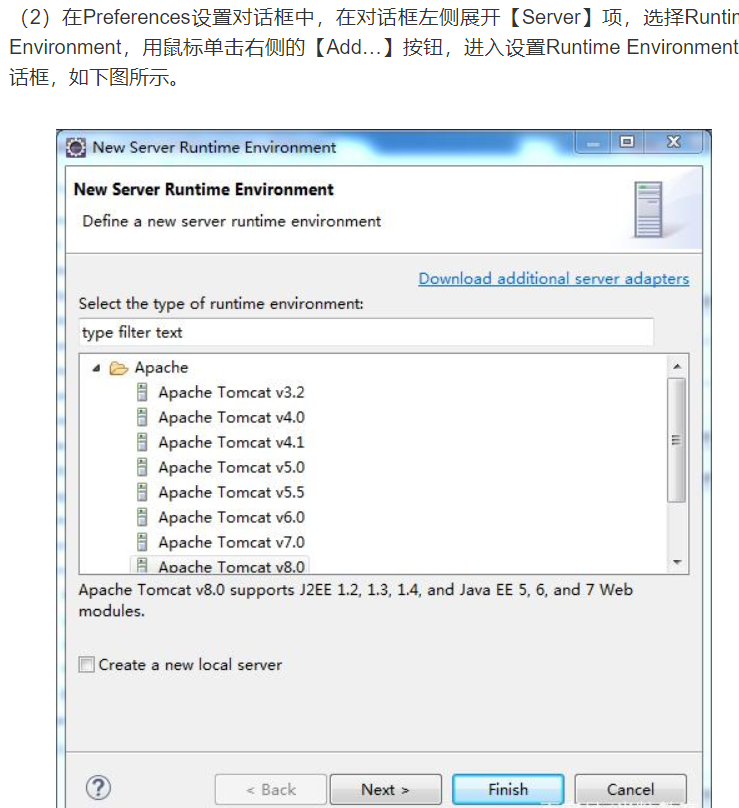 （2）在Preferences设置对话框中，在对话框左侧展开【Server】项，选择
Environment，用鼠标单击右侧的【Add...】按钮，进入设置Runtime Environment
话框，如下图所示。
New Server Runtime Environment
New Server Runtime Environment
Define a new server runtime environment
Download additional server adapters
Select the type of runtime environment:
type filter text
Apache
Apache Tomcat v3.2
Apache Tomcat v4.0
Apache Tomcat v4.1
Apache Tomcat v5.0
Apache Tomcat v5.5
Apache Tomcat v6.0
Apache Tomcat v7.0
Apache Tomcat v8.0
Apache Tomcat v8.0 supports J2EE 1.2, 1.3, 1.4, and Java EE 5, 6, and 7 Web
modules.
Create a new local server
< Back Next > Finish Cancel